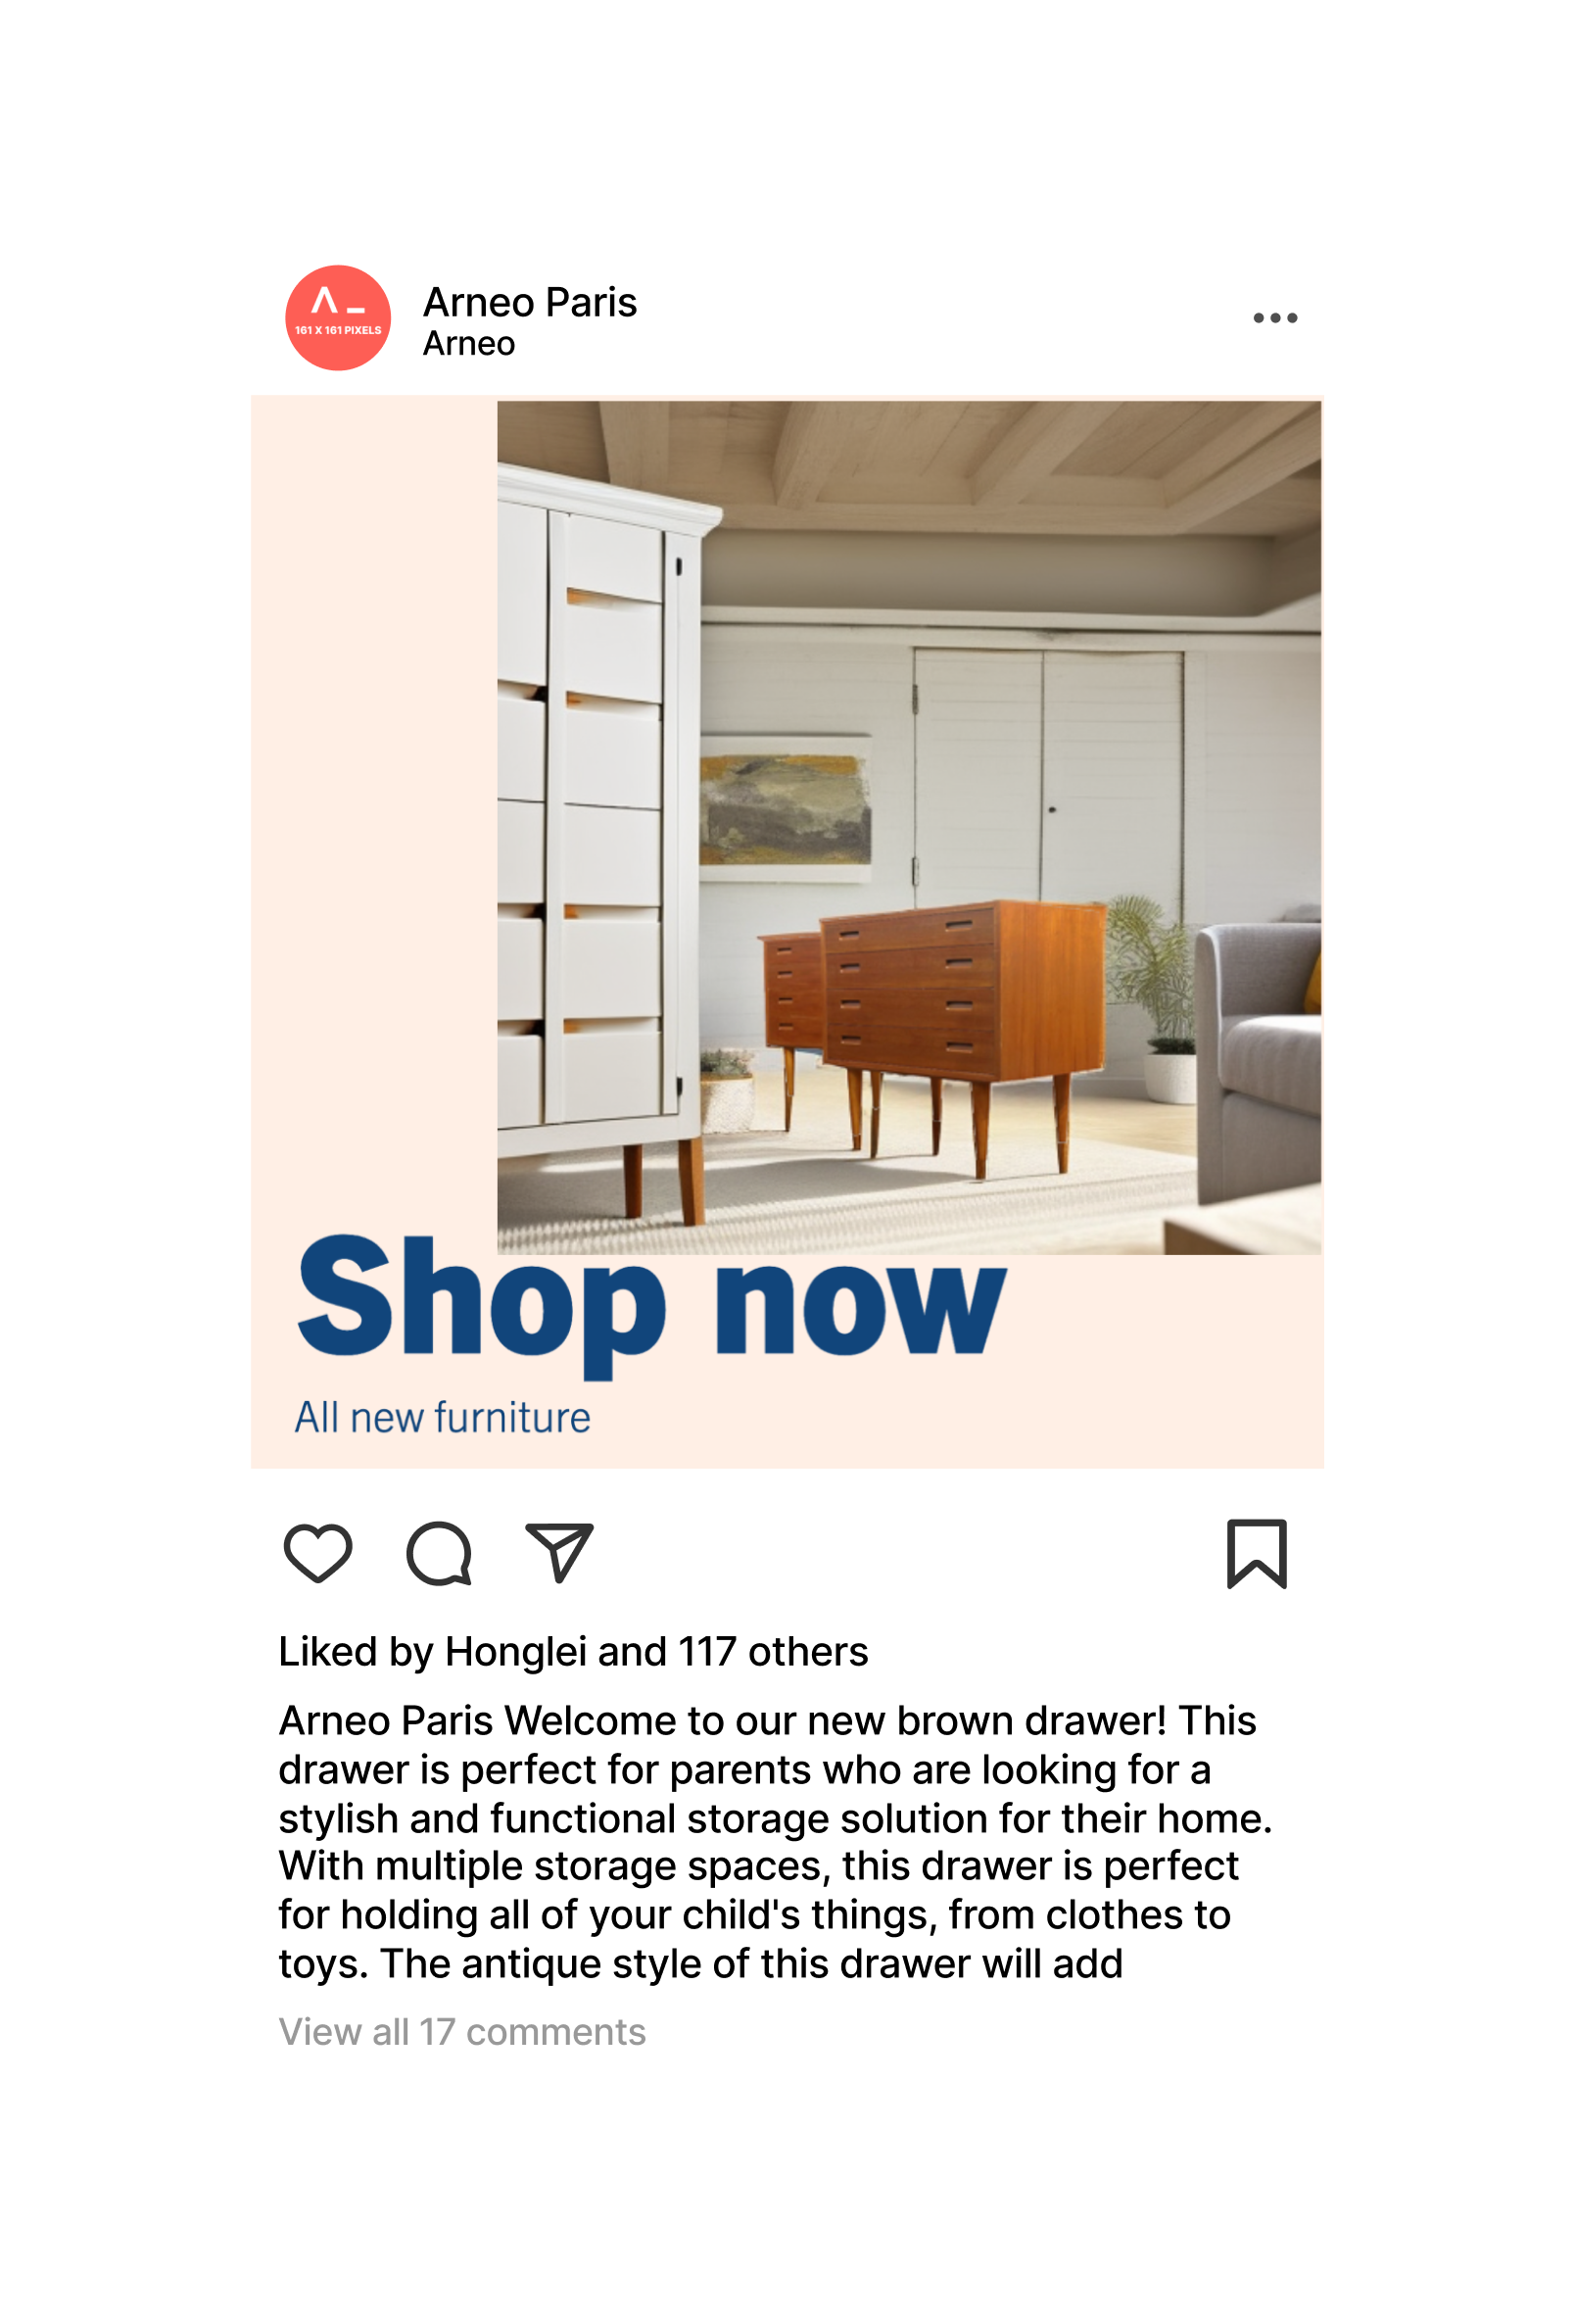 161 X 161 PIXELS
Arneo Paris
Arneo
Shop now
All new furniture
Liked by Honglei and 117 others
Arneo Paris Welcome to our new brown drawer! This
drawer is perfect for parents who are looking for a
stylish and functional storage solution for their home.
With multiple storage spaces, this drawer is perfect
for holding all of your child's things, from clothes to
toys. The antique style of this drawer will add
View all 17 comments